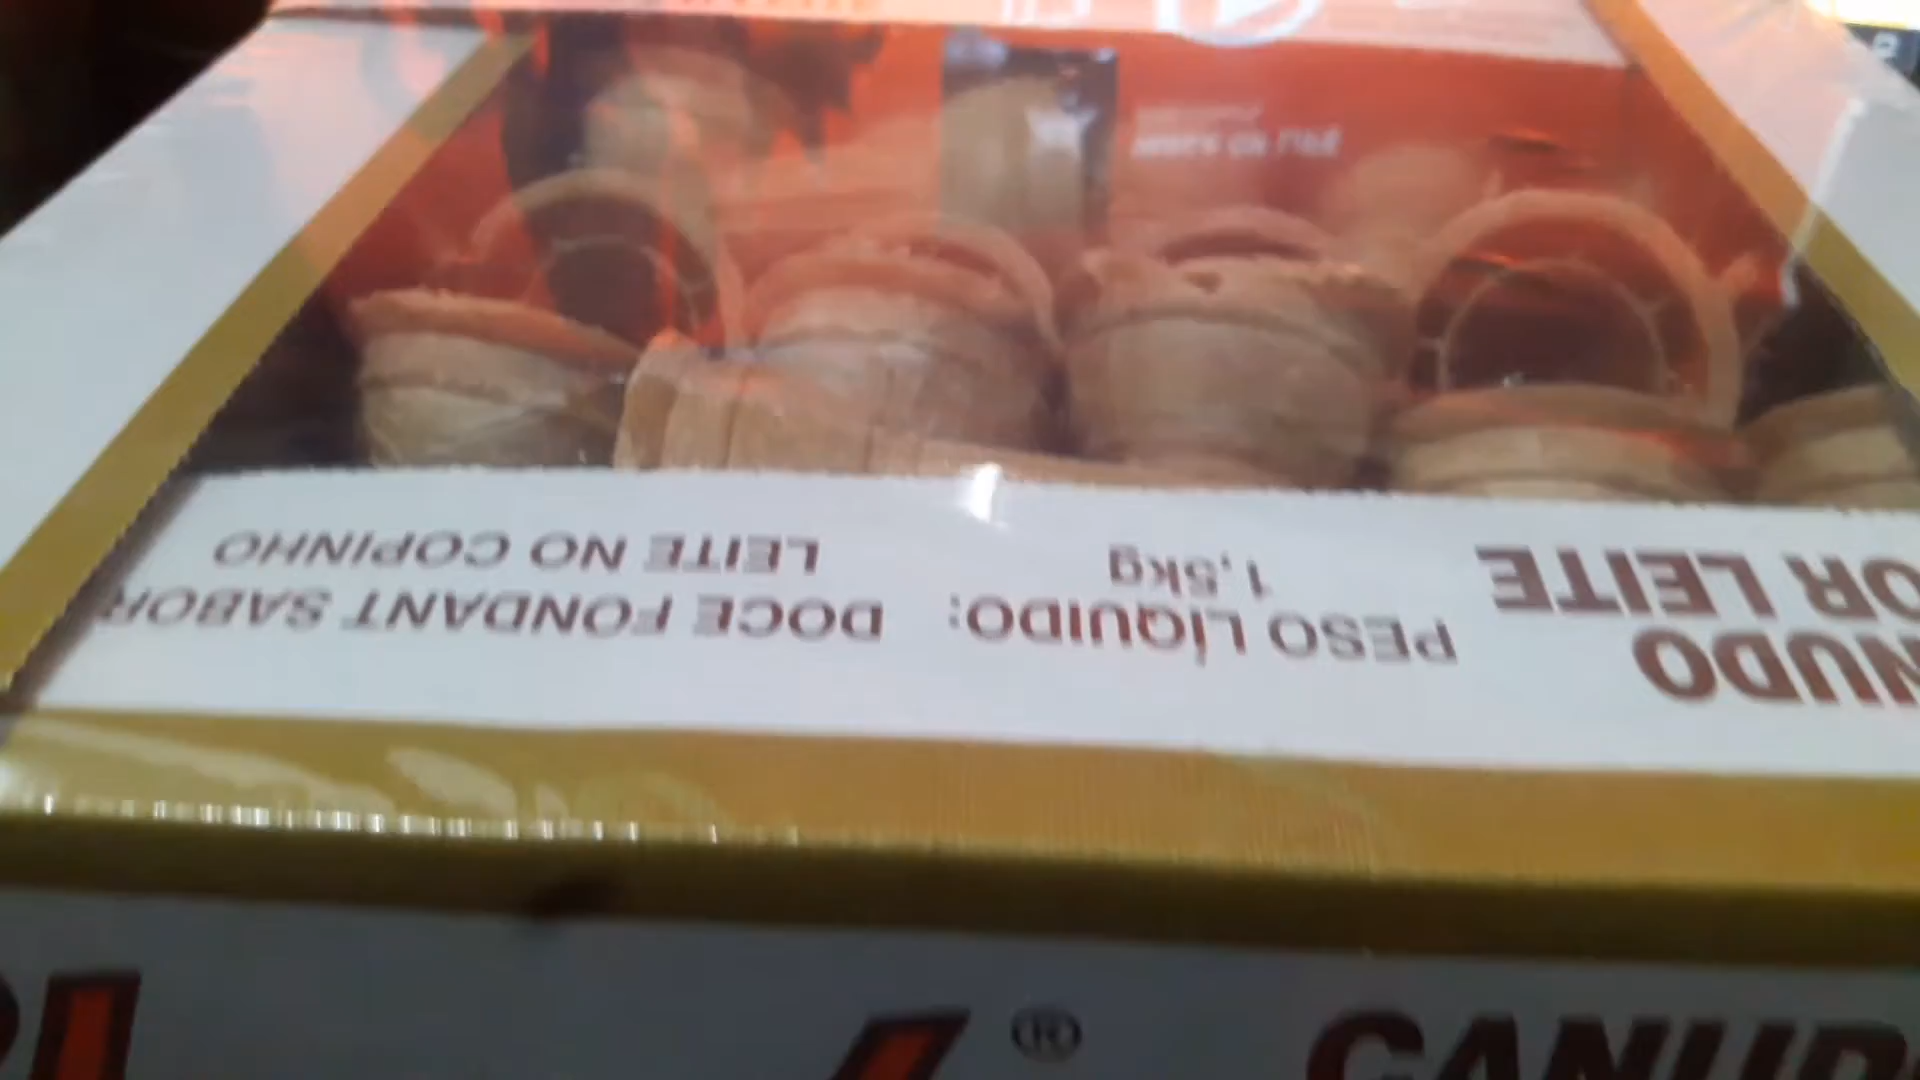 NUDO
OR LEITE
PESO LÍQUIDO:
1,5kg
DOCE FONDANT SABOR
LEITE NO COPINHO
®
CANUD